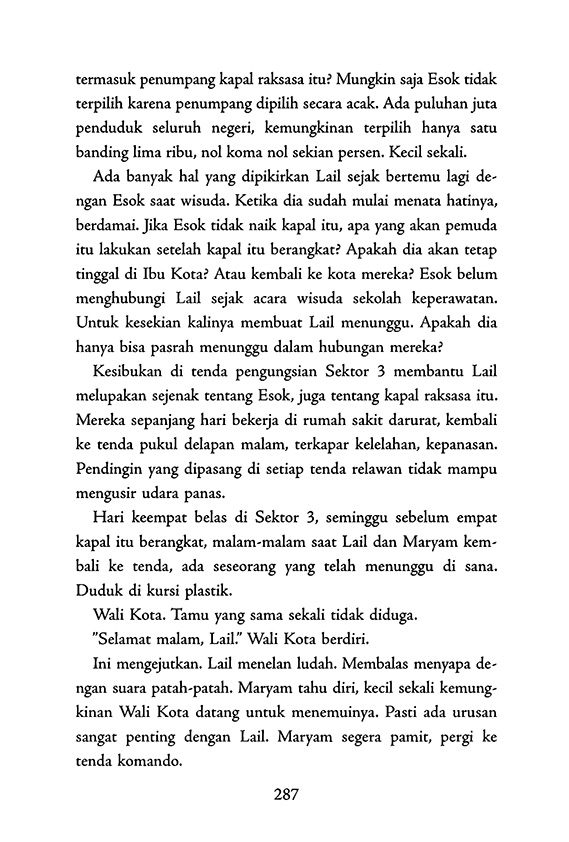 termasuk penumpang kapal raksasa itu? Mungkin saja Esok tidak
terpilih karena penumpang dipilih secara acak. Ada puluhan juta
penduduk seluruh negeri, kemungkinan terpilih hanya satu
banding lima ribu, nol koma nol sekian persen. Kecil sekali.
Ada banyak hal yang dipikirkan Lail sejak bertemu lagi de-
ngan Esok saat wisuda. Ketika dia sudah mulai menata hatinya,
berdamai. Jika Esok tidak naik kapal itu, apa yang akan pemuda
itu lakukan setelah kapal itu berangkat? Apakah dia akan tetap
tinggal di Ibu Kota? Atau kembali ke kota mereka? Esok belum
menghubungi Lail sejak acara wisuda sekolah keperawatan.
Untuk kesekian kalinya membuat Lail menunggu. Apakah dia
hanya bisa pasrah menunggu dalam hubungan mereka?
Kesibukan di tenda pengungsian Sektor 3 membantu Lail
melupakan sejenak tentang Esok, juga tentang kapal raksasa itu.
Mereka sepanjang hari bekerja di rumah sakit darurat, kembali
ke tenda pukul delapan malam, terkapar kelelahan, kepanasan.
Pendingin yang dipasang di setiap tenda relawan tidak mampu
mengusir udara panas.
Hari keempat belas di Sektor 3, seminggu sebelum empat
kapal itu berangkat, malam-malam saat Lail dan Maryam kem-
bali ke tenda, ada seseorang yang telah menunggu di sana.
Duduk di kursi plastik.
Wali Kota. Tamu yang sama sekali tidak diduga.
"Selamat malam, Lail." Wali Kota berdiri.
Ini mengejutkan. Lail menelan ludah. Membalas menyapa de-
ngan suara patah-patah. Maryam tahu diri, kecil sekali kemung-
kinan Wali Kota datang untuk menemuinya. Pasti ada urusan
sangat penting dengan Lail. Maryam segera pamit, pergi ke
tenda komando.
287